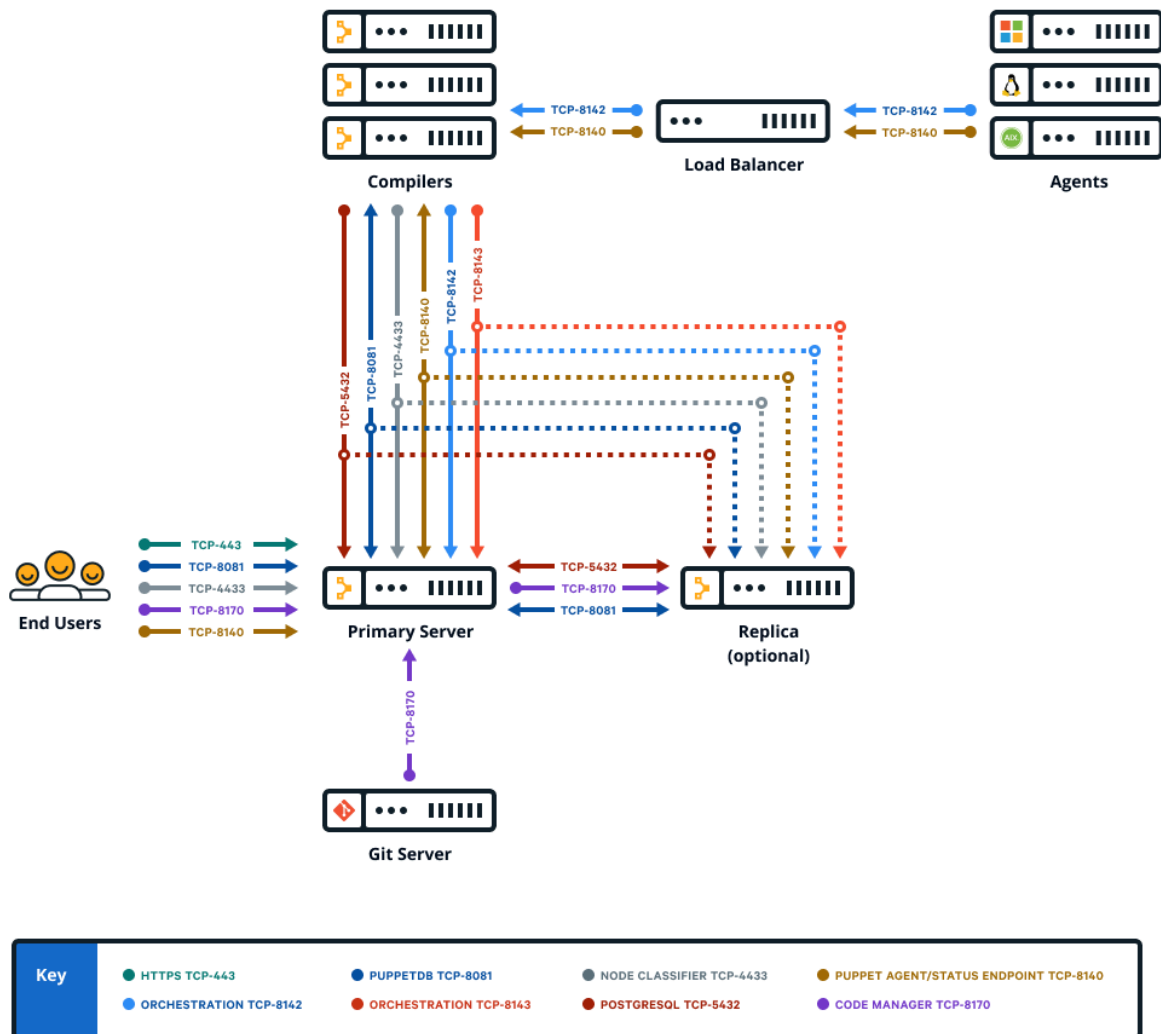 TCP-8142
TCP-8140
TCP-8142
TCP-8140
AIX
Compilers
Load Balancer
Agents
TCP-5432
TCP-8081
TCP-4433
TCP-8140
TCP-8142
TCP-8143
TCP-443
TCP-8081
TCP-4433
TCP-8170
TCP-8140
End Users
TCP-5432
TCP-8170
TCP-8081
Primary Server
Replica
(optional)
TCP-8170
Git Server
Key
HTTPS TCP-443
PUPPETDB TCP-8081
NODE CLASSIFIER TCP-4433
PUPPET AGENT/STATUS ENDPOINT TCP-8140
ORCHESTRATION TCP-8142
ORCHESTRATION TCP-8143
POSTGRESQL TCP-5432
CODE MANAGER TCP-8170